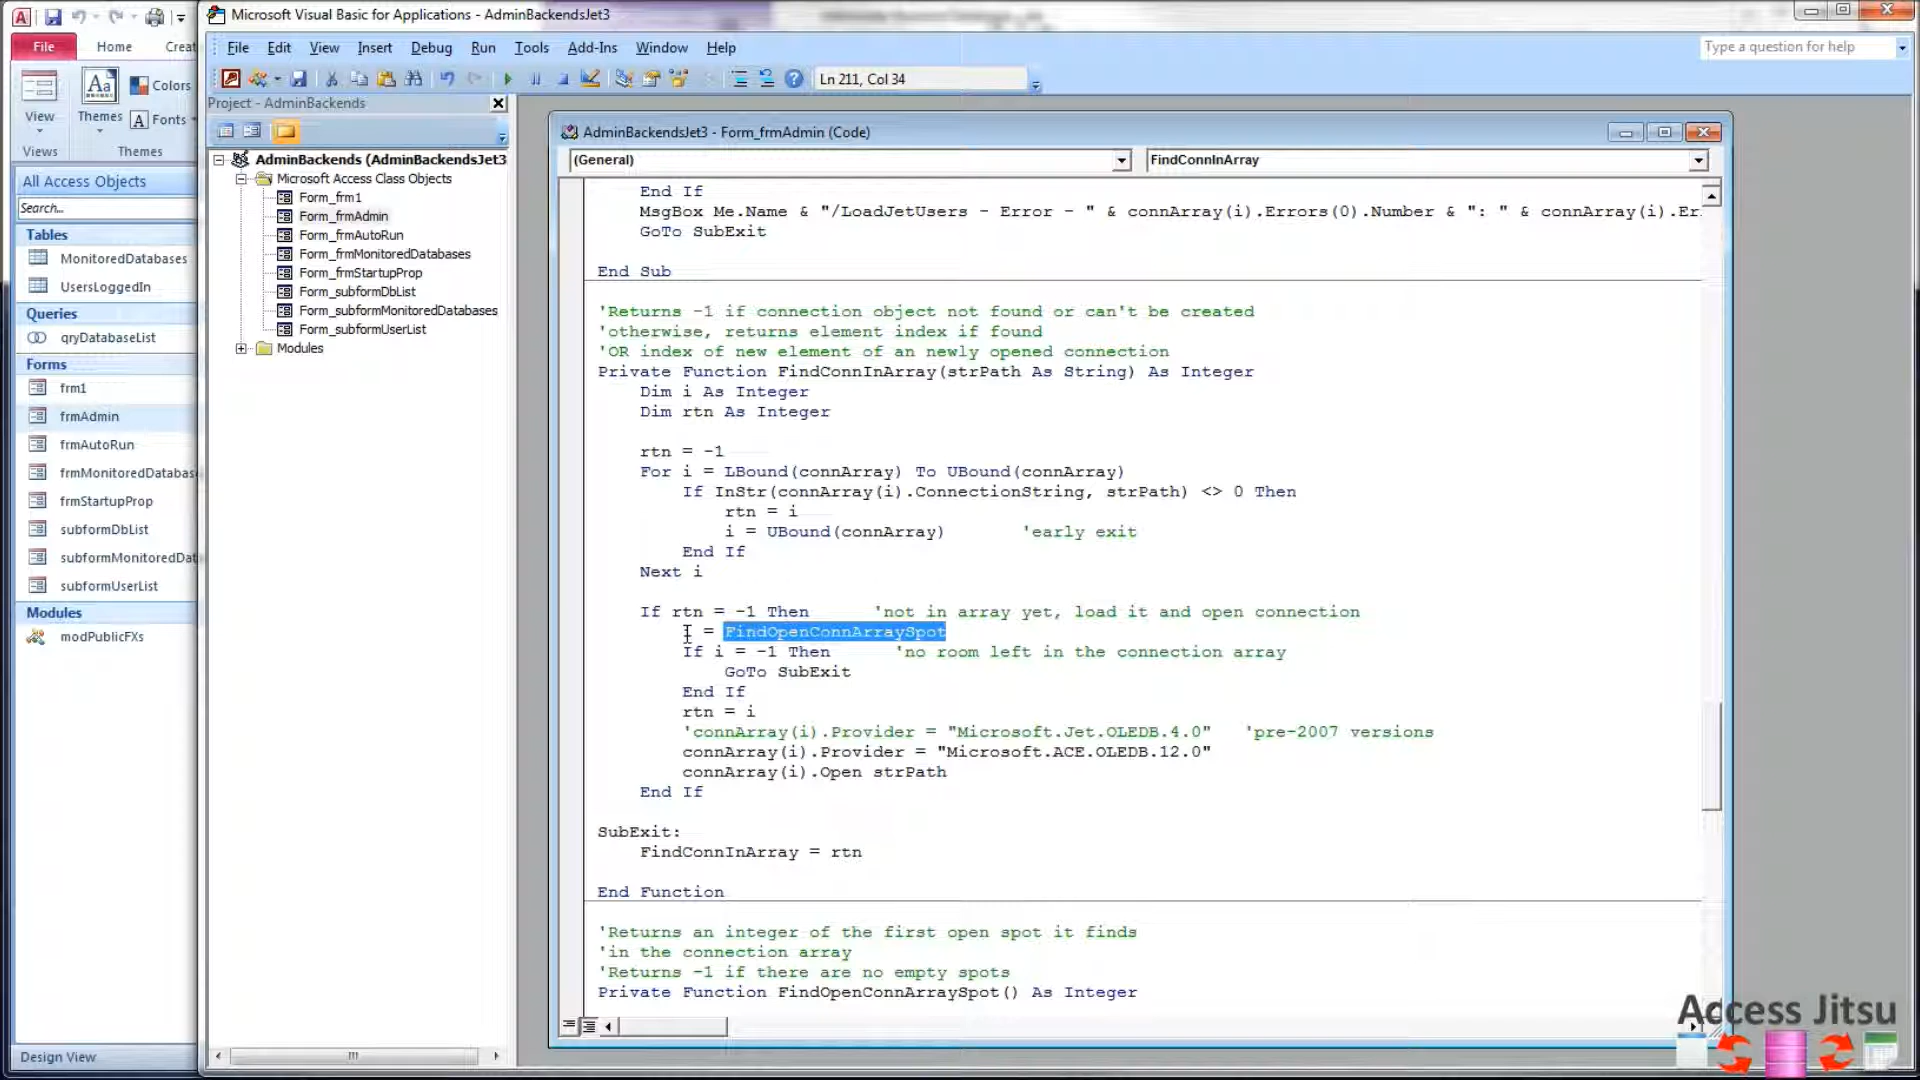 Microsoft Visual Basic for Applications - AdminBackendsJet3
File Edit View Insert Debug Run Tools Add-Ins Window Help
Type a question for help
Ln 211, Col 34
File Home Creat
View
Views
Themes
Colors
Fonts
Themes
All Access Objects
Search...
Tables
MonitoredDatabases
UsersLoggedIn
Queries
qryDatabaseList
Forms
frm1
frmAdmin
frmAutoRun
frmMonitoredDatabas
frmStartupProp
subformDbList
subformMonitoredDat
subformUserList
Modules
modPublicFXs
Design View
Project - AdminBackends
AdminBackends (AdminBackendsJet3
Microsoft Access Class Objects
Form_frm1
Form_frmAdmin
Form_frmAutoRun
Form_frmMonitoredDatabases
Form_frmStartupProp
Form_subformDbList
Form_subformMonitoredDatabases
Form_subformUserList
Modules
AdminBackendsJet3 - Form_frmAdmin (Code)
(General)
FindConnInArray
End If
MsgBox Me.Name & "/LoadJetUsers - Error - " & connArray(i).Errors(0).Number & ": " & connArray(i).Er
GoTo SubExit
End Sub
'Returns -1 if connection object not found or can't be created
'otherwise, returns element index if found
'OR index of new element of an newly opened connection
Private Function FindConnInArray(strPath As String) As Integer
Dim i As Integer
Dim rtn As Integer
rtn = -1
For i = LBound(connArray) To UBound(connArray)
If InStr(connArray(i).ConnectionString, strPath) <> 0 Then
rtn = i
i = UBound(connArray) 'early exit
End If
Next i
If rtn = -1 Then 'not in array yet, load it and open connection
i = FindOpenConnArraySpot
If i = -1 Then 'no room left in the connection array
GoTo SubExit
End If
rtn = i
'connArray(i).Provider = "Microsoft.Jet.OLEDB.4.0" 'pre-2007 versions
connArray(i).Provider = "Microsoft.ACE.OLEDB.12.0"
connArray(i).Open strPath
End If
SubExit:
FindConnInArray = rtn
End Function
'Returns an integer of the first open spot it finds
'in the connection array
'Returns -1 if there are no empty spots
Private Function FindOpenConnArraySpot() As Integer
Access Jitsu